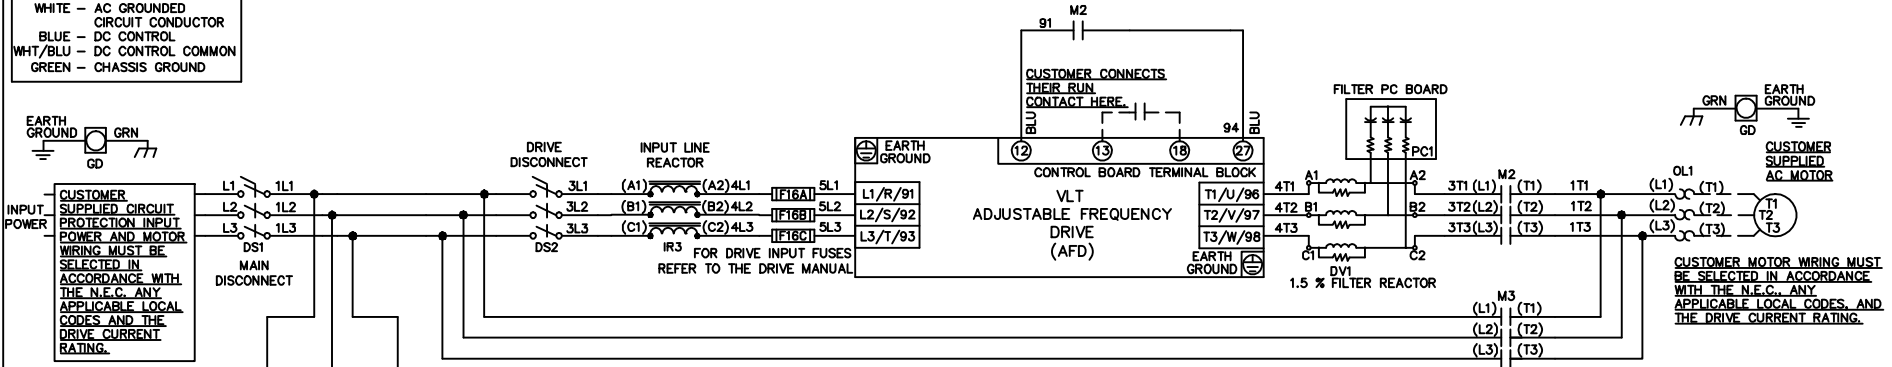 WHITE – AC GROUNDED
CIRCUIT CONDUCTOR
BLUE – DC CONTROL
WHT/BLU – DC CONTROL COMMON
GREEN – CHASSIS GROUND
EARTH
GROUND
GRN
GD
INPUT
POWER
CUSTOMER
SUPPLIED CIRCUIT
PROTECTION INPUT
POWER AND MOTOR
WIRING MUST BE
SELECTED IN
ACCORDANCE WITH
THE N.E.C. ANY
APPLICABLE LOCAL
CODES AND THE
DRIVE CURRENT
RATING.
L1 1L1
L2 1L2
L3 1L3
DS1
MAIN
DISCONNECT
DRIVE
DISCONNECT
3L1
3L2
3L3
DS2
INPUT LINE
REACTOR
(A1) (A2) 4L1
(B1) (B2) 4L2
(C1) (C2) 4L3
IR3
F16A 5L1
F16B 5L2
F16C 5L3
FOR DRIVE INPUT FUSES
REFER TO THE DRIVE MANUAL
EARTH
GROUND
L1/R/91
L2/S/92
L3/T/93
M2
91
CUSTOMER CONNECTS
THEIR RUN
CONTACT HERE.
BLU
94
BLU
12 13 18 27
CONTROL BOARD TERMINAL BLOCK
VLT
ADJUSTABLE FREQUENCY
DRIVE
(AFD)
T1/U/96
T2/V/97
T3/W/98
EARTH
GROUND
4T1
4T2
4T3
FILTER PC BOARD
PC1
A1 A2
B1 B2
C1 C2
DV1
1.5 % FILTER REACTOR
M2
3T1 (L1) (T1) 1T1
3T2 (L2) (T2) 1T2
3T3 (L3) (T3) 1T3
M3
(L1) (T1)
(L2) (T2)
(L3) (T3)
GRN
EARTH
GROUND
GD
CUSTOMER
SUPPLIED
AC MOTOR
OL1
(L1) (T1)
(L2) (T2)
(L3) (T3)
T1
T2
T3
CUSTOMER MOTOR WIRING MUST
BE SELECTED IN ACCORDANCE
WITH THE N.E.C., ANY
APPLICABLE LOCAL CODES, AND
THE DRIVE CURRENT RATING.